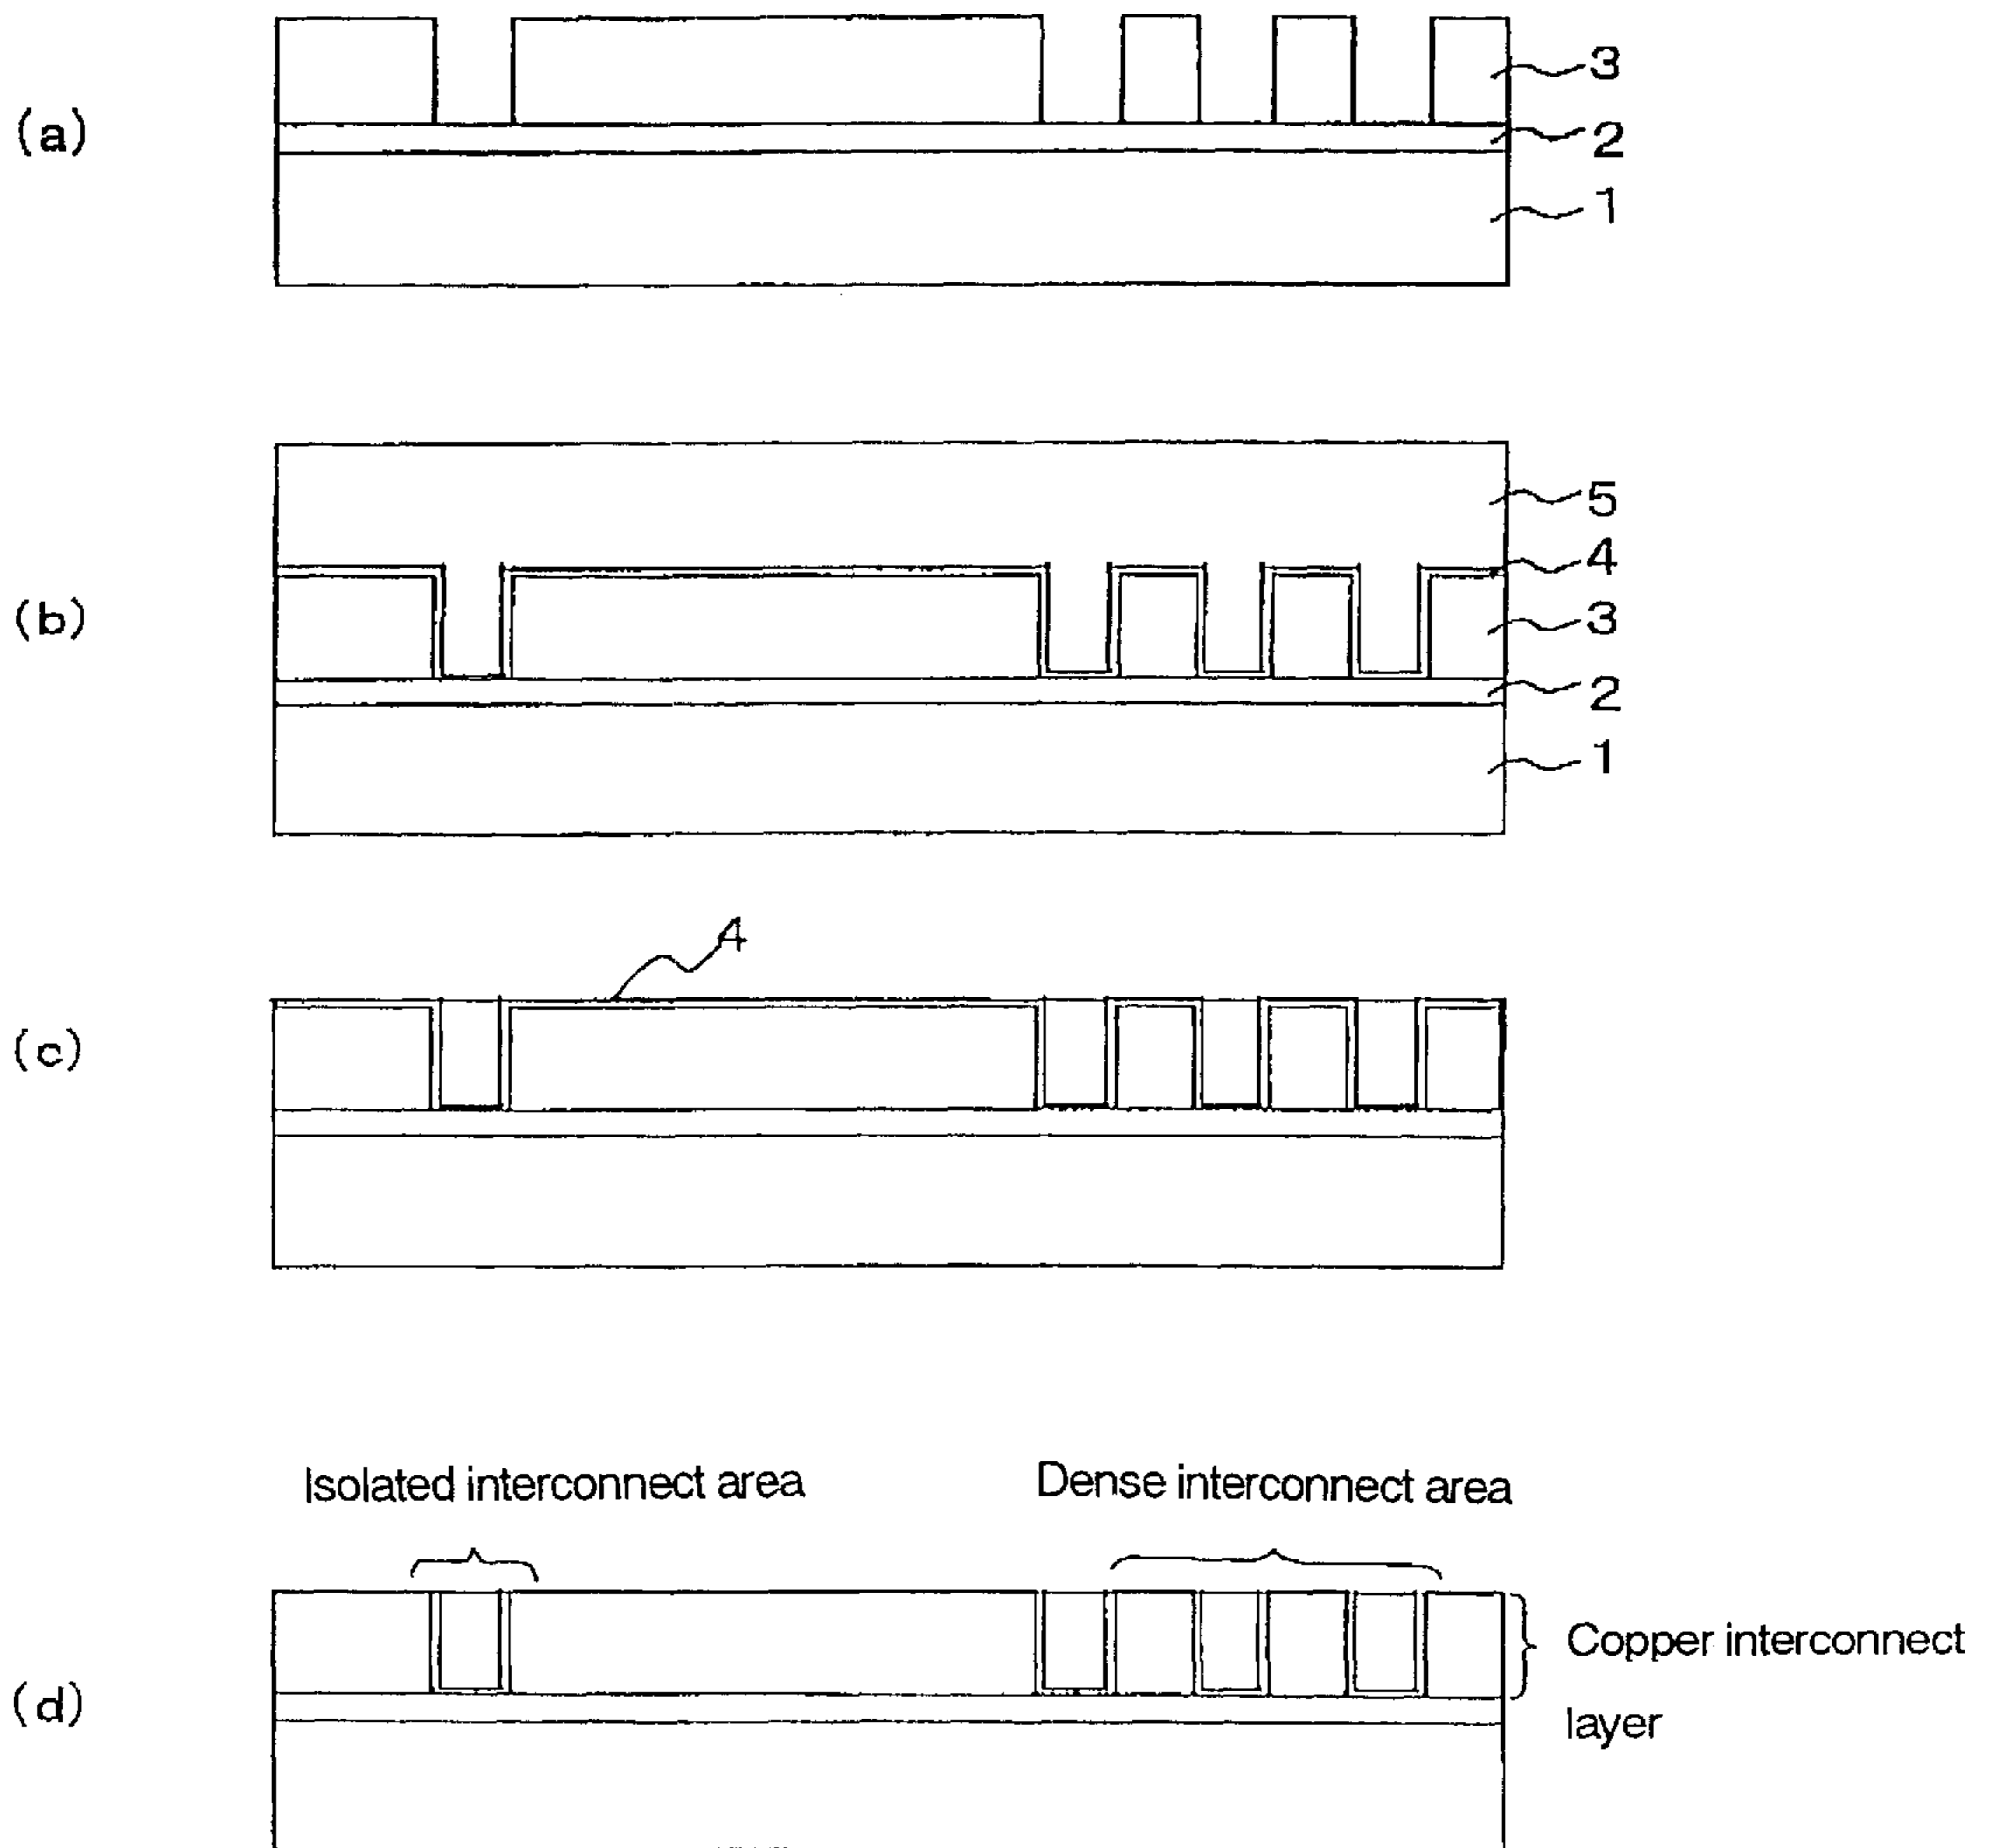 (a)
3
2
1
(b)
5
4
3
2
1
(c)
4
(d)
Isolated interconnect area
Dense interconnect area
Copper interconnect
layer